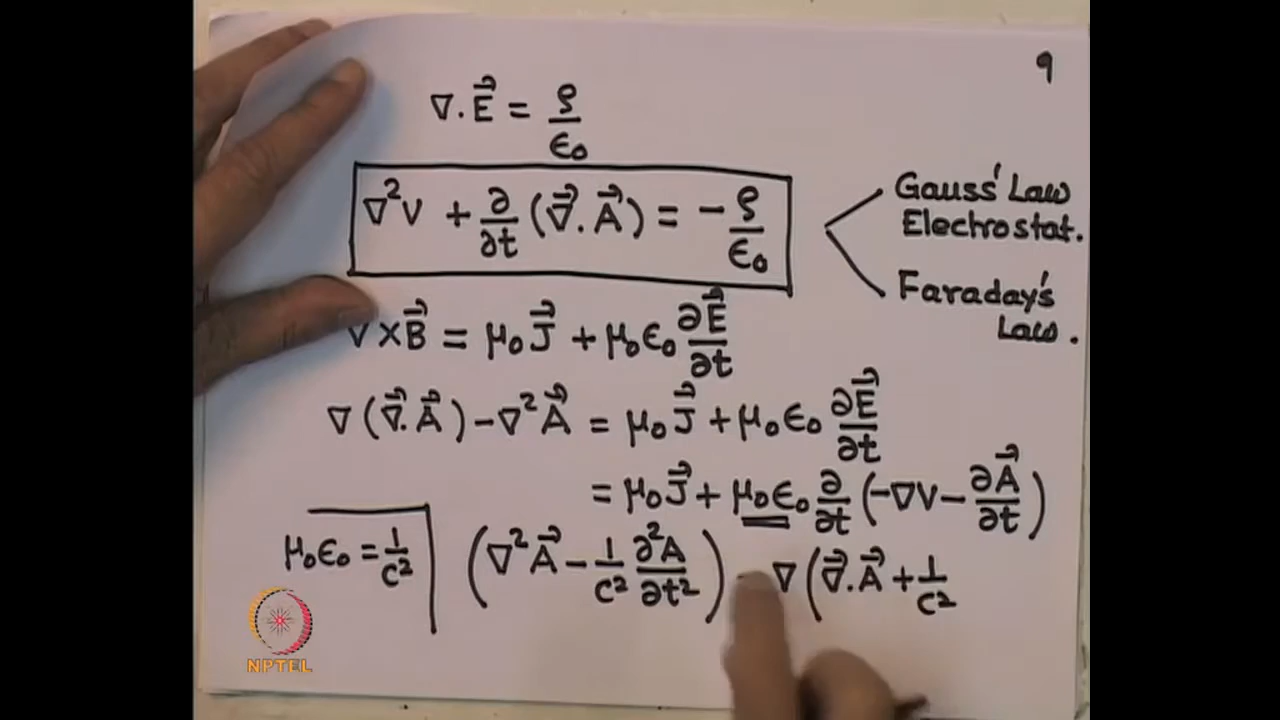 9
∇.E⃗ = ρ/ε₀
∇²V + ∂/∂t (∇⃗.A⃗) = - ρ/ε₀
Gauss' Law
Electrostat.
Faraday's
Law.
∇×B⃗ = μ₀J⃗ + μ₀ε₀ ∂E⃗/∂t
∇(∇⃗.A⃗) - ∇²A⃗ = μ₀J⃗ + μ₀ε₀ ∂E⃗/∂t
= μ₀J⃗ + μ₀ε₀ ∂/∂t (-∇V - ∂A⃗/∂t)
μ₀ε₀ = 1/c²
(∇²A⃗ - 1/c² ∂²A/∂t²) - ∇(∇⃗.A⃗ + 1/c²
NPTEL